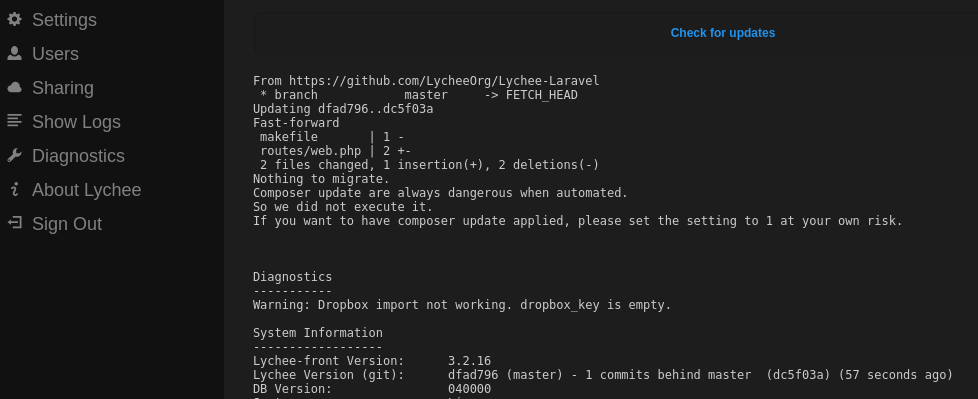 Settings
Users
Sharing
Show Logs
Diagnostics
About Lychee
Sign Out
Check for updates
From https://github.com/LycheeOrg/Lychee-Laravel
 * branch            master     -> FETCH_HEAD
Updating dfad796..dc5f03a
Fast-forward
 makefile       | 1 -
 routes/web.php | 2 +-
 2 files changed, 1 insertion(+), 2 deletions(-)
Nothing to migrate.
Composer update are always dangerous when automated.
So we did not execute it.
If you want to have composer update applied, please set the setting to 1 at your own risk.
Diagnostics
-----------
Warning: Dropbox import not working. dropbox_key is empty.
System Information
------------------
Lychee-front Version:      3.2.16
Lychee Version (git):      dfad796 (master) - 1 commits behind master  (dc5f03a) (57 seconds ago)
DB Version:                040000